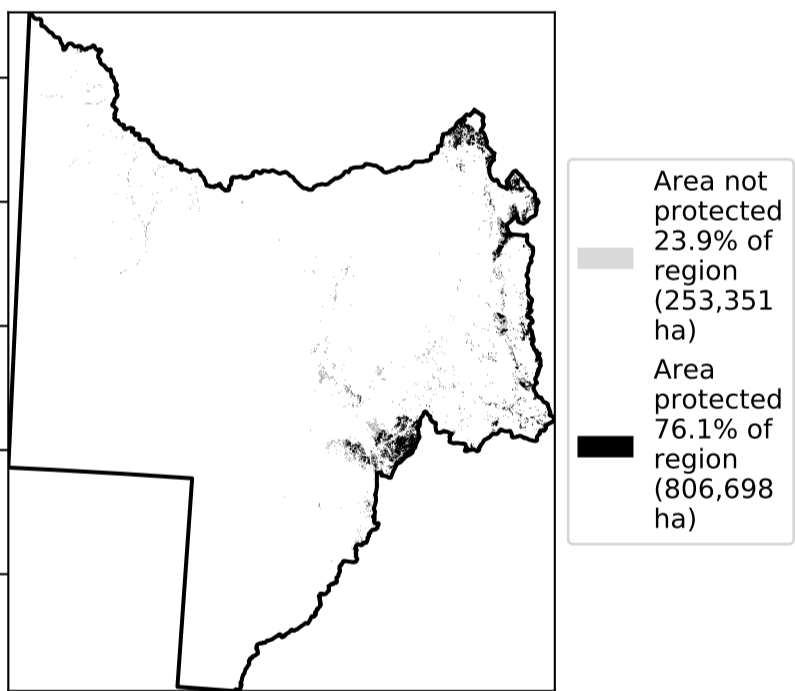 Area not
protected
23.9% of
region
(253,351
ha)
Area
protected
76.1% of
region
(806,698
ha)